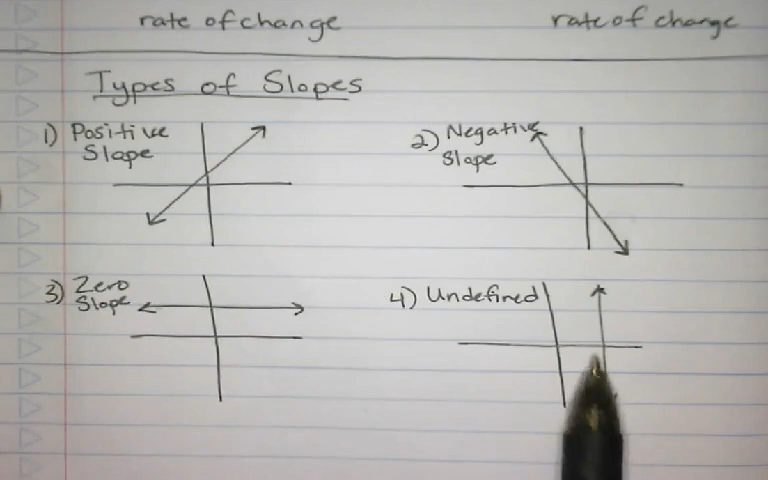 rate of change rate of change
Types of Slopes
1) Positive
Slope
2) Negative
Slope
3) Zero
Slope
4) Undefined